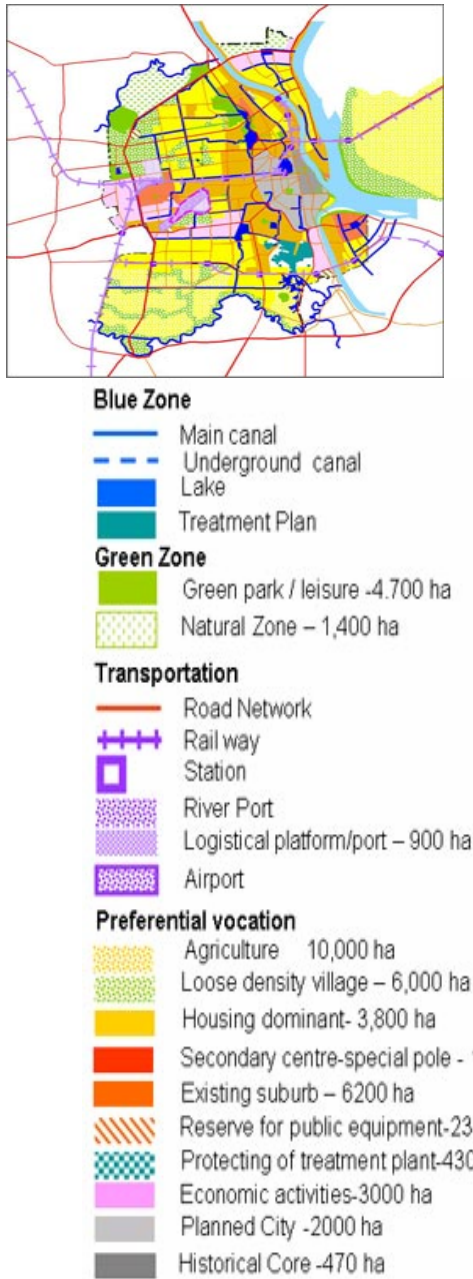 Blue Zone
Main canal
Underground canal
Lake
Treatment Plan
Green Zone
Green park / leisure -4.700 ha
Natural Zone – 1,400 ha
Transportation
Road Network
Rail way
Station
River Port
Logistical platform/port – 900 ha
Airport
Preferential vocation
Agriculture 10,000 ha
Loose density village – 6,000 ha
Housing dominant- 3,800 ha
Secondary centre-special pole -
Existing suburb – 6200 ha
Reserve for public equipment-23
Protecting of treatment plant-430
Economic activities-3000 ha
Planned City -2000 ha
Historical Core -470 ha